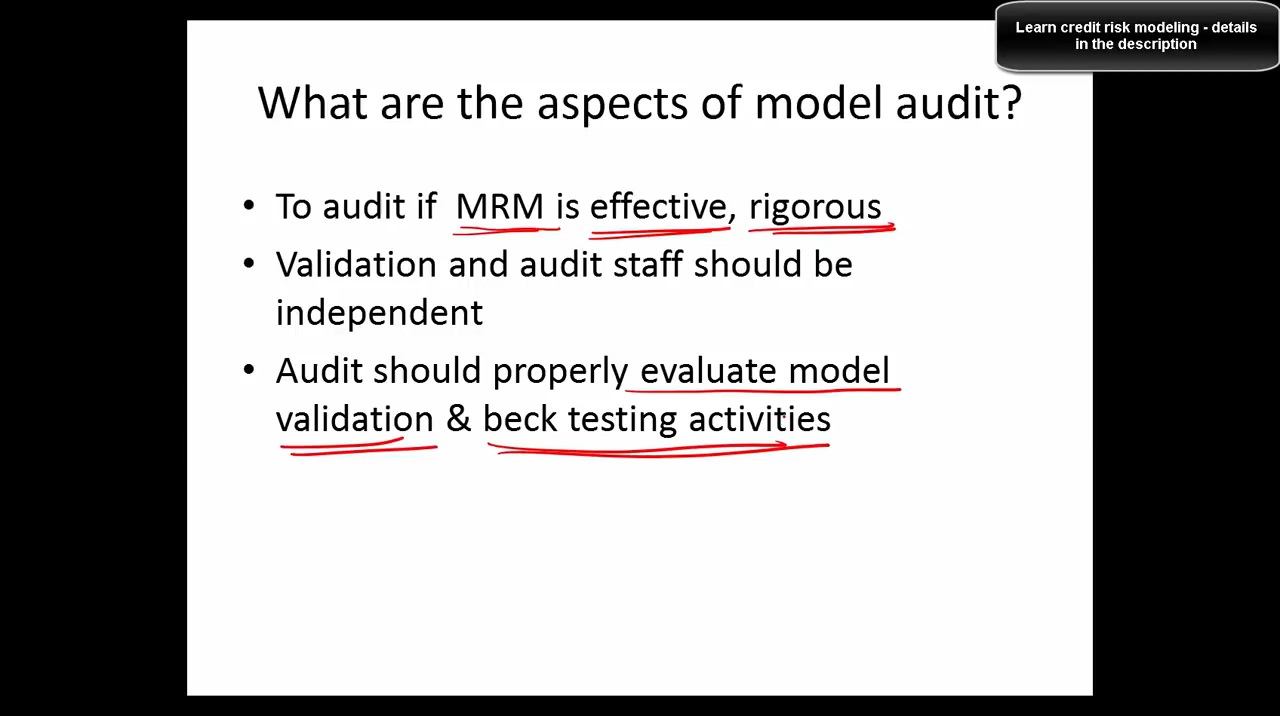 Learn credit risk modeling - details
in the description
What are the aspects of model audit?
• To audit if MRM is effective, rigorous
• Validation and audit staff should be
independent
• Audit should properly evaluate model
validation & beck testing activities